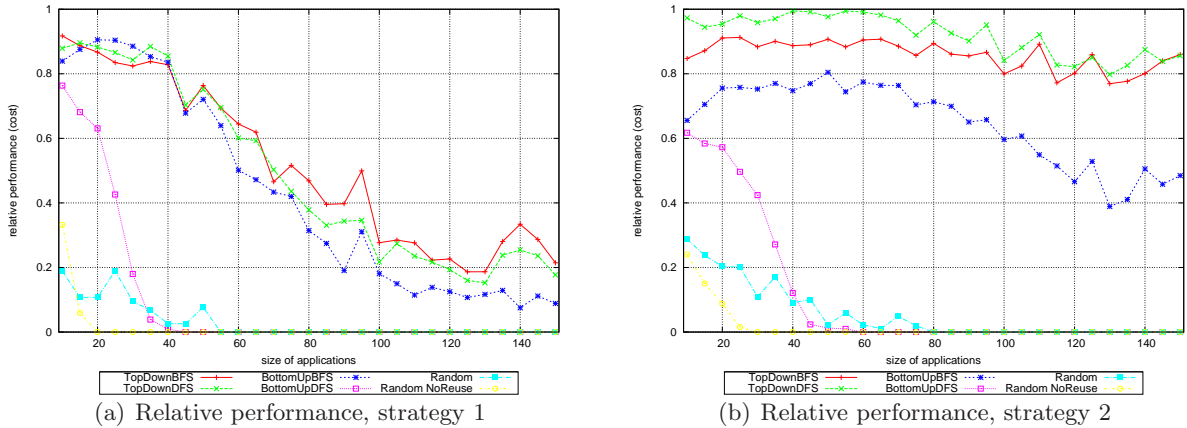 1
0.8
0.6
0.4
0.2
0
relative performance (cost)
20 40 60 80 100 120 140
size of applications
TopDownBFS BottomUpBFS Random
TopDownDFS BottomUpDFS Random NoReuse
(a) Relative performance, strategy 1
1
0.8
0.6
0.4
0.2
0
relative performance (cost)
20 40 60 80 100 120 140
size of applications
TopDownBFS BottomUpBFS Random
TopDownDFS BottomUpDFS Random NoReuse
(b) Relative performance, strategy 2